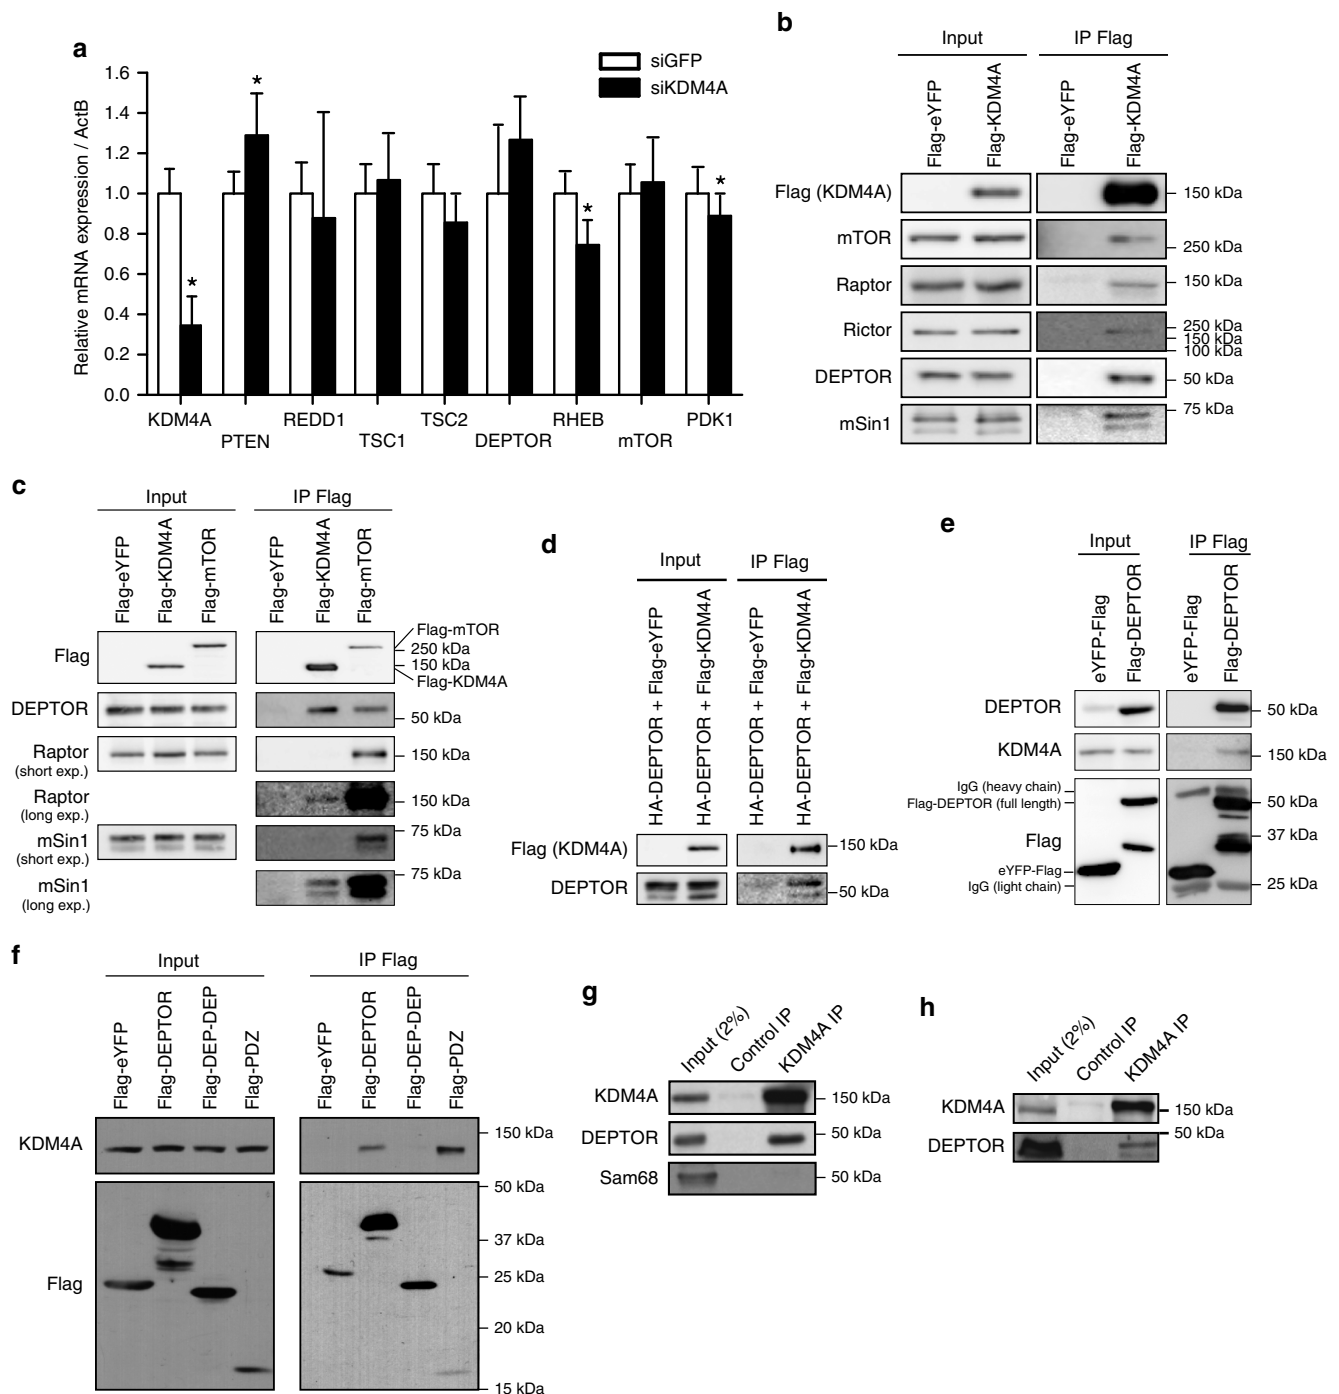 a
siGFP
siKDM4A
Relative mRNA expression / ActB
1.6
1.4
1.2
1.0
0.8
0.6
0.4
0.2
0.0
* * * *
KDM4A REDD1 TSC2 RHEB PDK1
PTEN TSC1 DEPTOR mTOR
b
Input IP Flag
Flag-eYFP Flag-KDM4A Flag-eYFP Flag-KDM4A
Flag (KDM4A) 150 kDa
mTOR 250 kDa
Raptor 150 kDa
Rictor 250 kDa
150 kDa
100 kDa
DEPTOR 50 kDa
mSin1 75 kDa
c
Input IP Flag
Flag-eYFP Flag-KDM4A Flag-mTOR Flag-eYFP Flag-KDM4A Flag-mTOR
Flag
Flag-mTOR
250 kDa
150 kDa
Flag-KDM4A
DEPTOR 50 kDa
Raptor 150 kDa
(short exp.)
Raptor 150 kDa
(long exp.)
mSin1 75 kDa
(short exp.)
mSin1 75 kDa
(long exp.)
d
Input IP Flag
HA-DEPTOR + Flag-eYFP HA-DEPTOR + Flag-KDM4A HA-DEPTOR + Flag-eYFP HA-DEPTOR + Flag-KDM4A
Flag (KDM4A) 150 kDa
DEPTOR 50 kDa
e
Input IP Flag
eYFP-Flag Flag-DEPTOR eYFP-Flag Flag-DEPTOR
DEPTOR 50 kDa
KDM4A 150 kDa
IgG (heavy chain)
Flag-DEPTOR (full length) 50 kDa
Flag 37 kDa
eYFP-Flag
IgG (light chain) 25 kDa
f
Input IP Flag
Flag-eYFP Flag-DEPTOR Flag-DEP-DEP Flag-PDZ Flag-eYFP Flag-DEPTOR Flag-DEP-DEP Flag-PDZ
KDM4A 150 kDa
Flag
50 kDa
37 kDa
25 kDa
20 kDa
15 kDa
g
Input (2%) Control IP KDM4A IP
KDM4A 150 kDa
DEPTOR 50 kDa
Sam68 50 kDa
h
Input (2%) Control IP KDM4A IP
KDM4A 150 kDa
DEPTOR 50 kDa